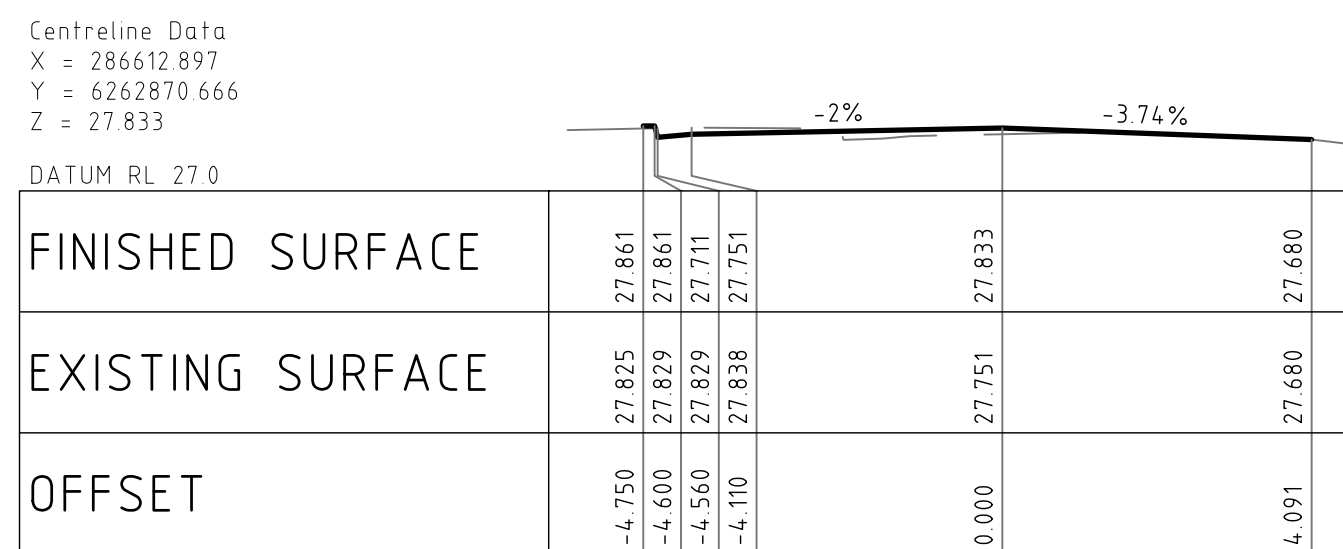 Centreline Data
X = 286612.897
Y = 6262870.666
Z = 27.833
-2%
-3.74%
DATUM RL 27.0
FINISHED SURFACE 27.861 27.861 27.711 27.751 27.833 27.680
EXISTING SURFACE 27.825 27.829 27.829 27.838 27.751 27.680
OFFSET -4.750 -4.600 -4.560 -4.110 0.000 4.091